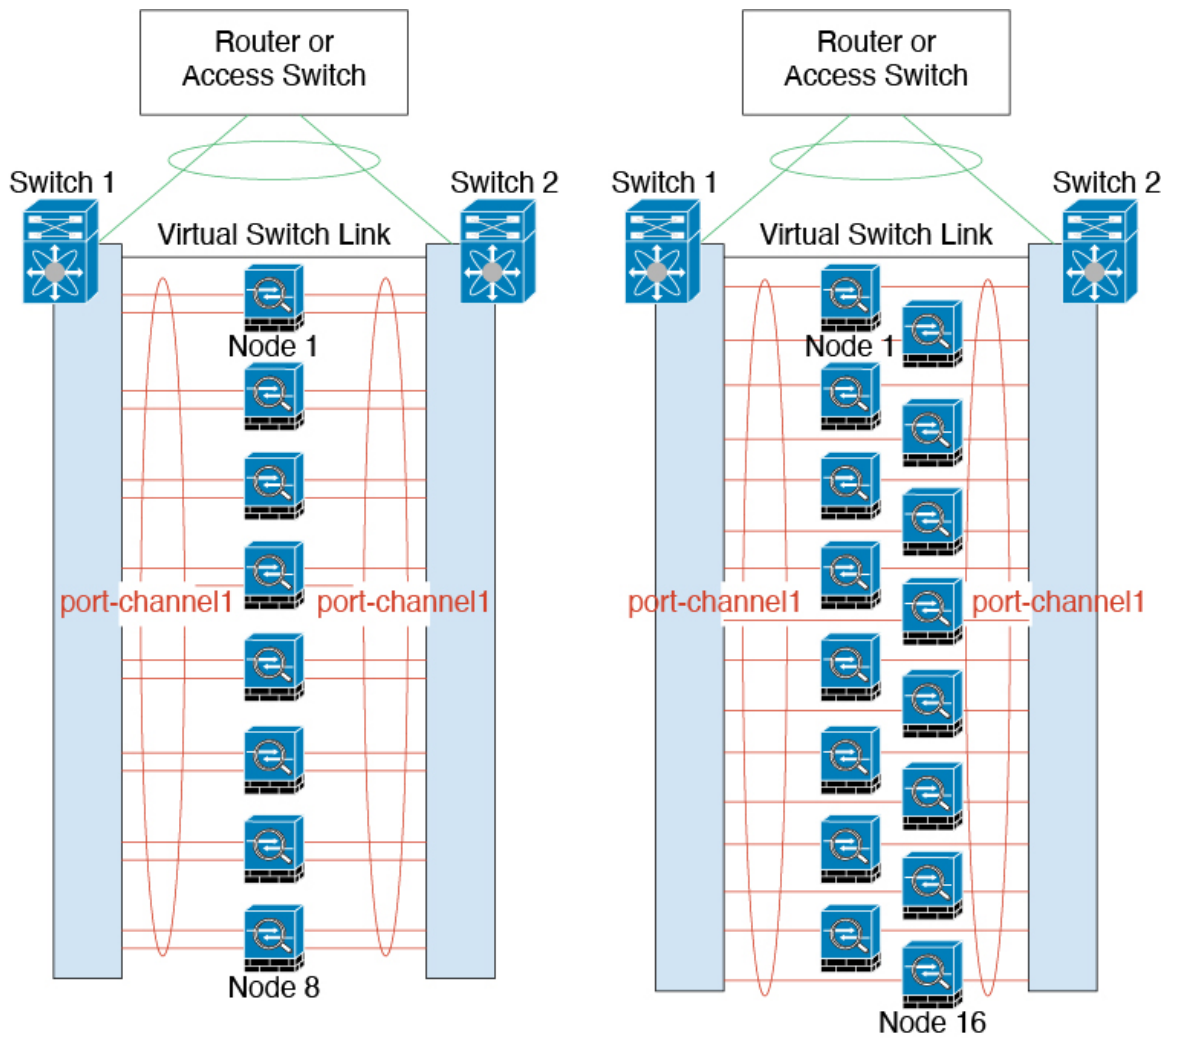 Router or
Access Switch
Switch 1
Switch 2
Virtual Switch Link
Node 1
port-channel1
port-channel1
Node 8
Router or
Access Switch
Switch 1
Switch 2
Virtual Switch Link
Node 1
port-channel1
port-channel1
Node 16